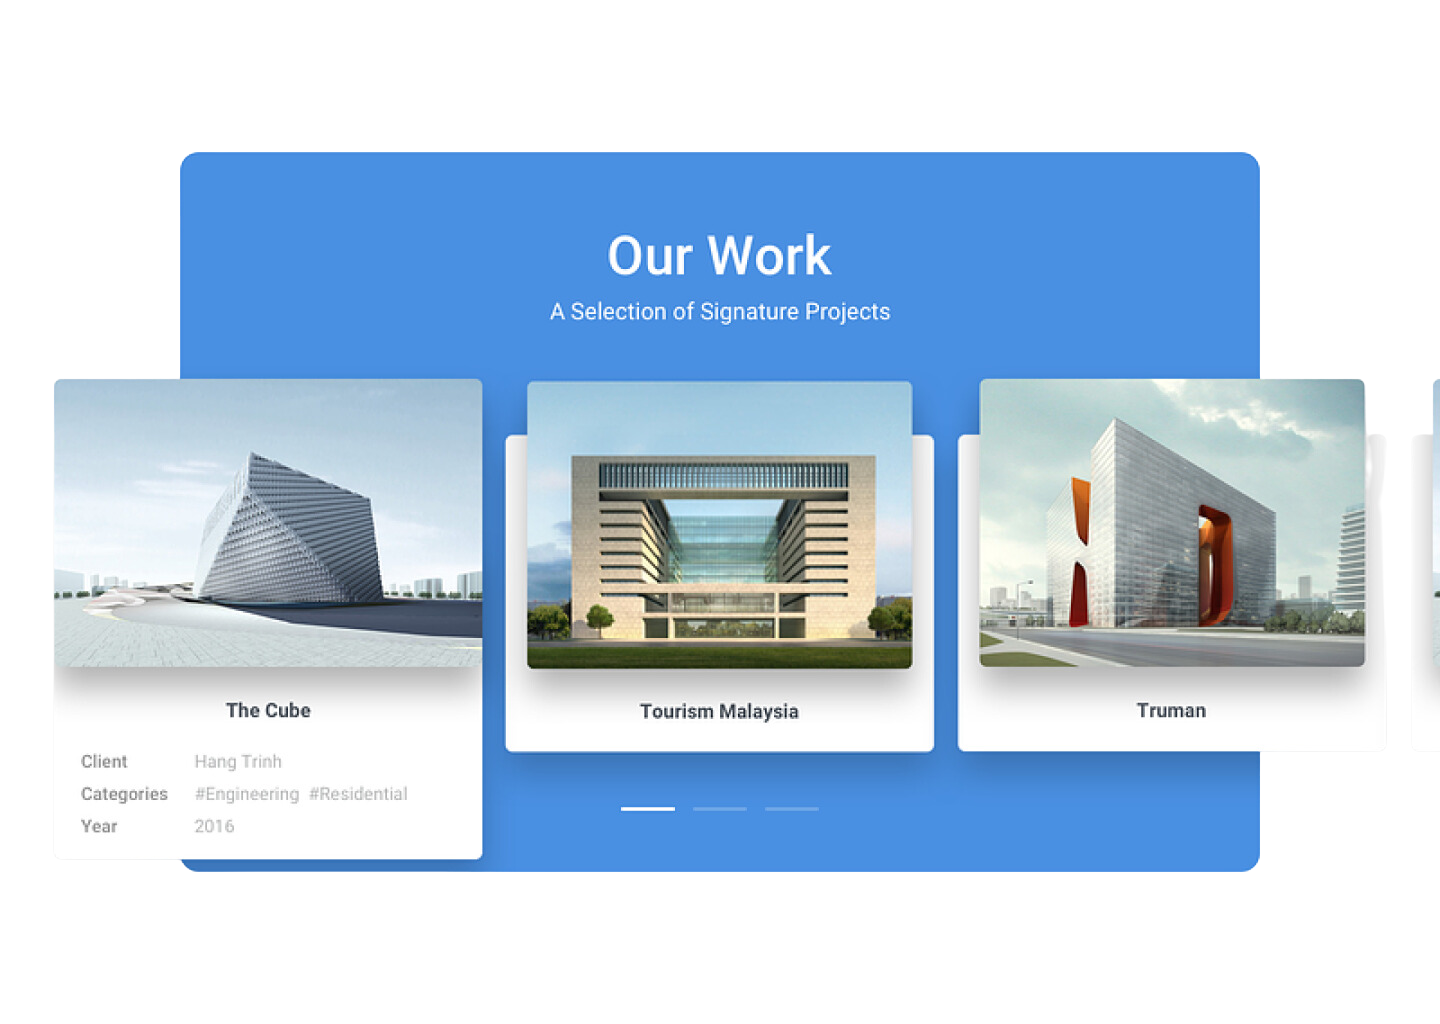 Our Work
A Selection of Signature Projects
The Cube
Client Hang Trinh
Categories #Engineering #Residential
Year 2016
Tourism Malaysia
Truman